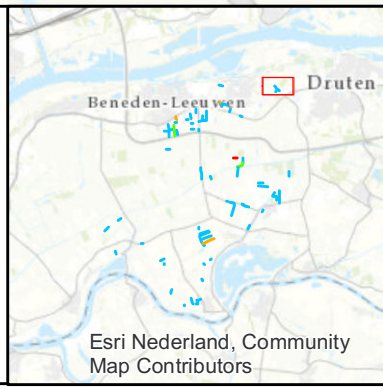 Druten
Beneden-Leeuwen
Esri Nederland, Community
Map Contributors